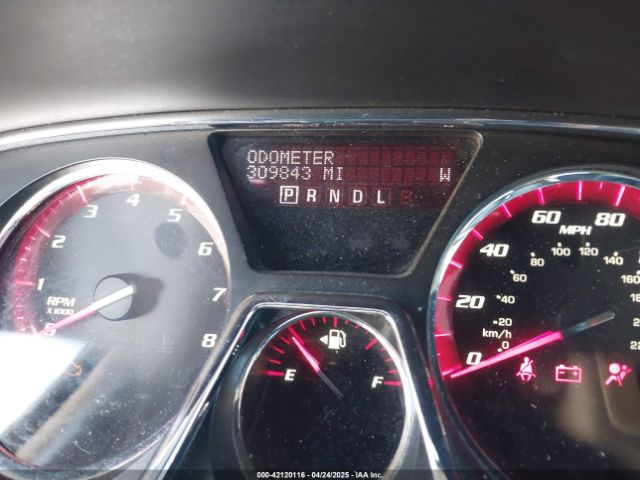 ODOMETER
309843 MI W
P R N D L
1 2 3 4 5 6 7 8
RPM
X1000
E F
0 20 40 60 80
MPH
0 20 40 60 80 100 120 140 160
km/h
000-42120116 04/24/2025 IAA Inc.